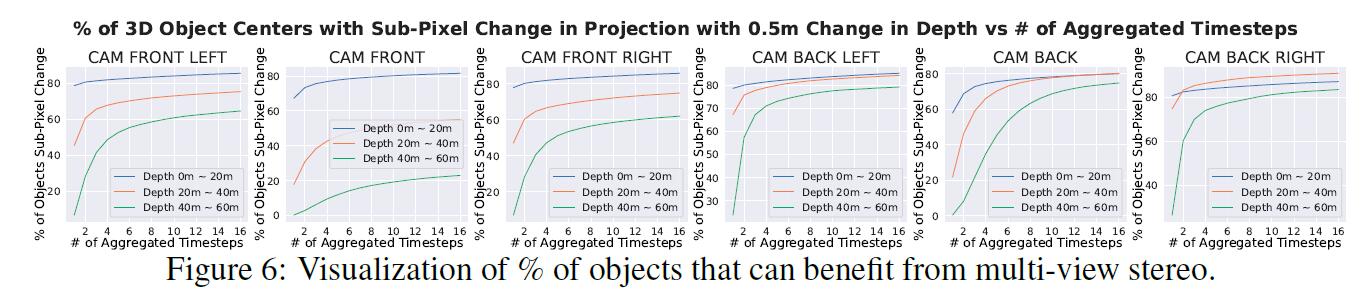 % of 3D Object Centers with Sub-Pixel Change in Projection with 0.5m Change in Depth vs # of Aggregated Timesteps
CAM FRONT LEFT
% of Objects Sub-Pixel Change
80
60
40
20
Depth 0m ~ 20m
Depth 20m ~ 40m
Depth 40m ~ 60m
2 4 6 8 10 12 14 16
# of Aggregated Timesteps
CAM FRONT
% of Objects Sub-Pixel Change
80
60
40
20
0
Depth 0m ~ 20m
Depth 20m ~ 40m
Depth 40m ~ 60m
2 4 6 8 10 12 14 16
# of Aggregated Timesteps
CAM FRONT RIGHT
% of Objects Sub-Pixel Change
80
60
40
20
Depth 0m ~ 20m
Depth 20m ~ 40m
Depth 40m ~ 60m
2 4 6 8 10 12 14 16
# of Aggregated Timesteps
CAM BACK LEFT
% of Objects Sub-Pixel Change
80
70
60
50
40
30
Depth 0m ~ 20m
Depth 20m ~ 40m
Depth 40m ~ 60m
2 4 6 8 10 12 14 16
# of Aggregated Timesteps
CAM BACK
% of Objects Sub-Pixel Change
80
60
40
20
0
Depth 0m ~ 20m
Depth 20m ~ 40m
Depth 40m ~ 60m
2 4 6 8 10 12 14 16
# of Aggregated Timesteps
CAM BACK RIGHT
% of Objects Sub-Pixel Change
80
60
40
Depth 0m ~ 20m
Depth 20m ~ 40m
Depth 40m ~ 60m
2 4 6 8 10 12 14 16
# of Aggregated Timesteps
Figure 6: Visualization of % of objects that can benefit from multi-view stereo.